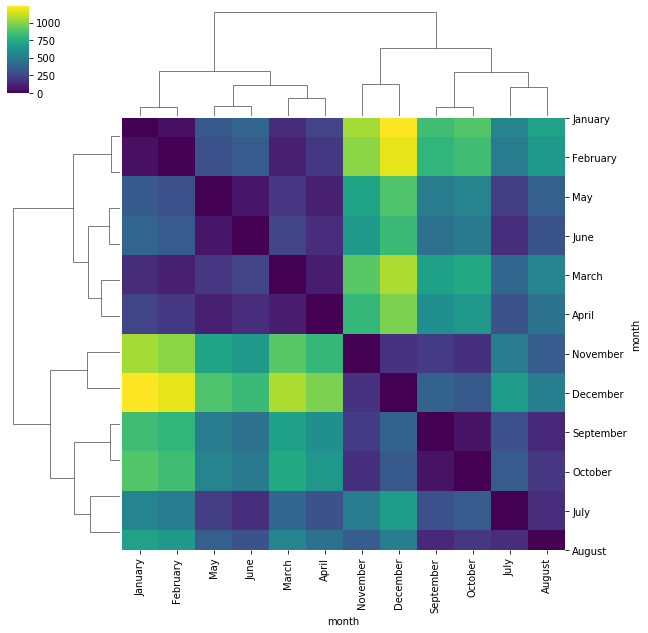 1000
750
500
250
0
January
February
May
June
March
April
November
December
September
October
July
August
month
January
February
May
June
March
April
November
December
September
October
July
August
month